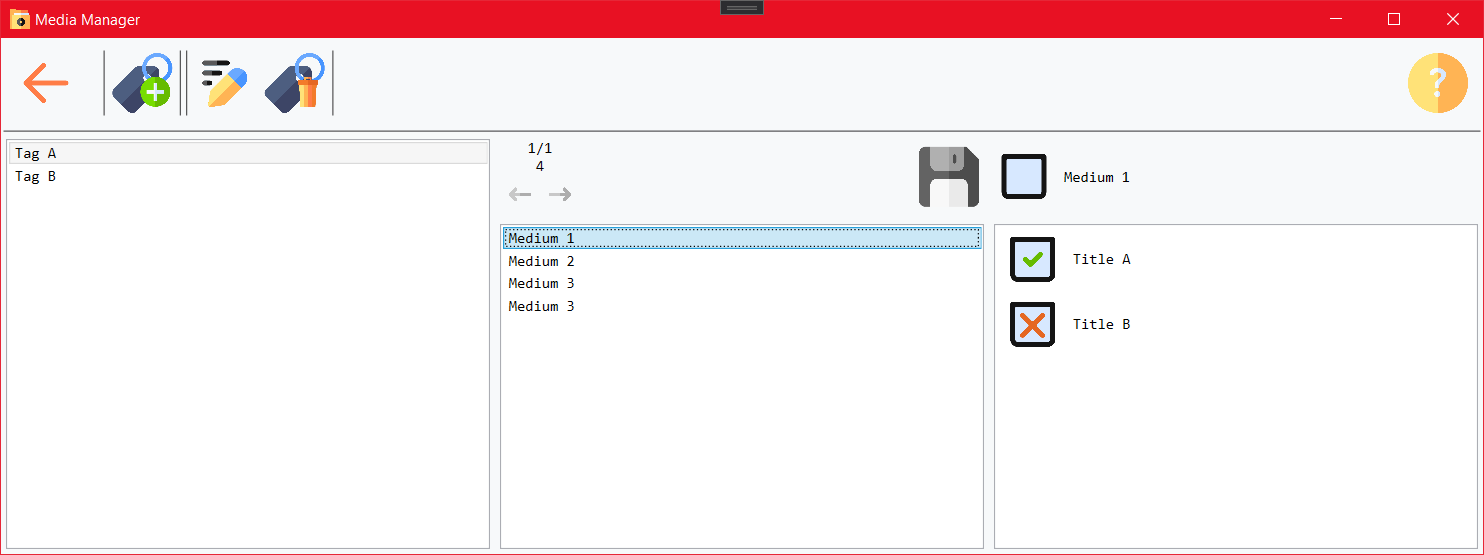 Media Manager
?
Tag A
Tag B
1/1
4
Medium 1
Medium 1
Medium 2
Medium 3
Medium 3
Title A
Title B